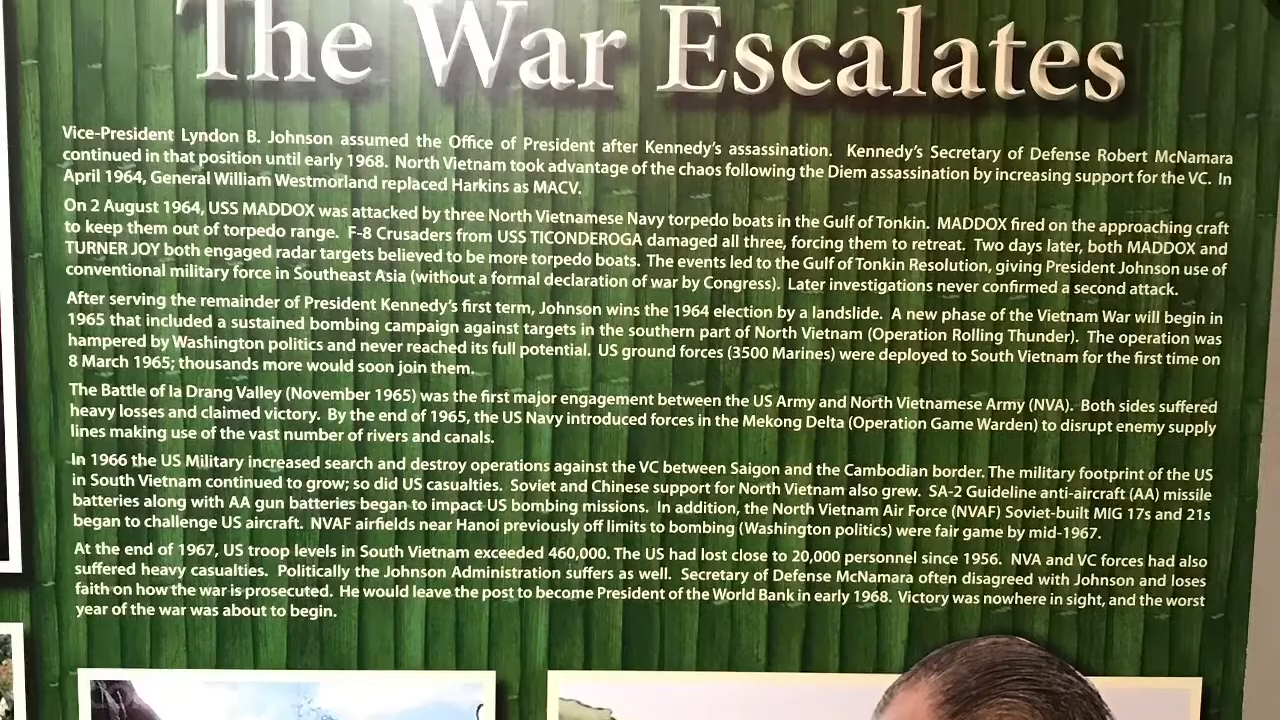 The War Escalates
Vice-President Lyndon B. Johnson assumed the Office of President after Kennedy's assassination. Kennedy's Secretary of Defense Robert McNamara
continued in that position until early 1968. North Vietnam took advantage of the chaos following the Diem assassination by increasing support for the VC. In
April 1964, General William Westmorland replaced Harkins as MACV.
On 2 August 1964, USS MADDOX was attacked by three North Vietnamese Navy torpedo boats in the Gulf of Tonkin. MADDOX fired on the approaching craft
to keep them out of torpedo range. F-8 Crusaders from USS TICONDEROGA damaged all three, forcing them to retreat. Two days later, both MADDOX and
TURNER JOY both engaged radar targets believed to be more torpedo boats. The events led to the Gulf of Tonkin Resolution, giving President Johnson use of
conventional military force in Southeast Asia (without a formal declaration of war by Congress). Later investigations never confirmed a second attack.
After serving the remainder of President Kennedy's first term, Johnson wins the 1964 election by a landslide. A new phase of the Vietnam War will begin in
1965 that included a sustained bombing campaign against targets in the southern part of North Vietnam (Operation Rolling Thunder). The operation was
hampered by Washington politics and never reached its full potential. US ground forces (3500 Marines) were deployed to South Vietnam for the first time on
8 March 1965; thousands more would soon join them.
The Battle of Ia Drang Valley (November 1965) was the first major engagement between the US Army and North Vietnamese Army (NVA). Both sides suffered
heavy losses and claimed victory. By the end of 1965, the US Navy introduced forces in the Mekong Delta (Operation Game Warden) to disrupt enemy supply
lines making use of the vast number of rivers and canals.
In 1966 the US Military increased search and destroy operations against the VC between Saigon and the Cambodian border. The military footprint of the US
in South Vietnam continued to grow; so did US casualties. Soviet and Chinese support for North Vietnam also grew. SA-2 Guideline anti-aircraft (AA) missile
batteries along with AA gun batteries began to impact US bombing missions. In addition, the North Vietnam Air Force (NVAF) Soviet-built MIG 17s and 21s
began to challenge US aircraft. NVAF airfields near Hanoi previously off limits to bombing (Washington politics) were fair game by mid-1967.
At the end of 1967, US troop levels in South Vietnam exceeded 460,000. The US had lost close to 20,000 personnel since 1956. NVA and VC forces had also
suffered heavy casualties. Politically the Johnson Administration suffers as well. Secretary of Defense McNamara often disagreed with Johnson and loses
faith on how the war is prosecuted. He would leave the post to become President of the World Bank in early 1968. Victory was nowhere in sight, and the worst
year of the war was about to begin.